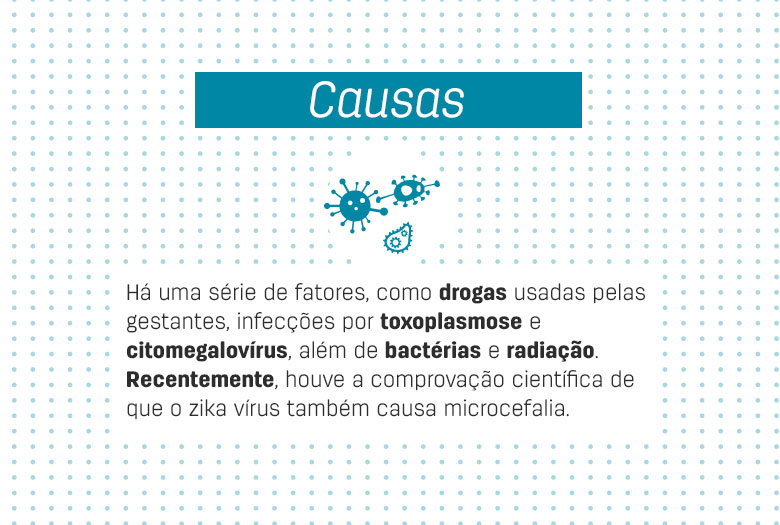 Causas
Há uma série de fatores, como drogas usadas pelas
gestantes, infecções por toxoplasmose e
citomegalovírus, além de bactérias e radiação.
Recentemente, houve a comprovação científica de
que o zika vírus também causa microcefalia.